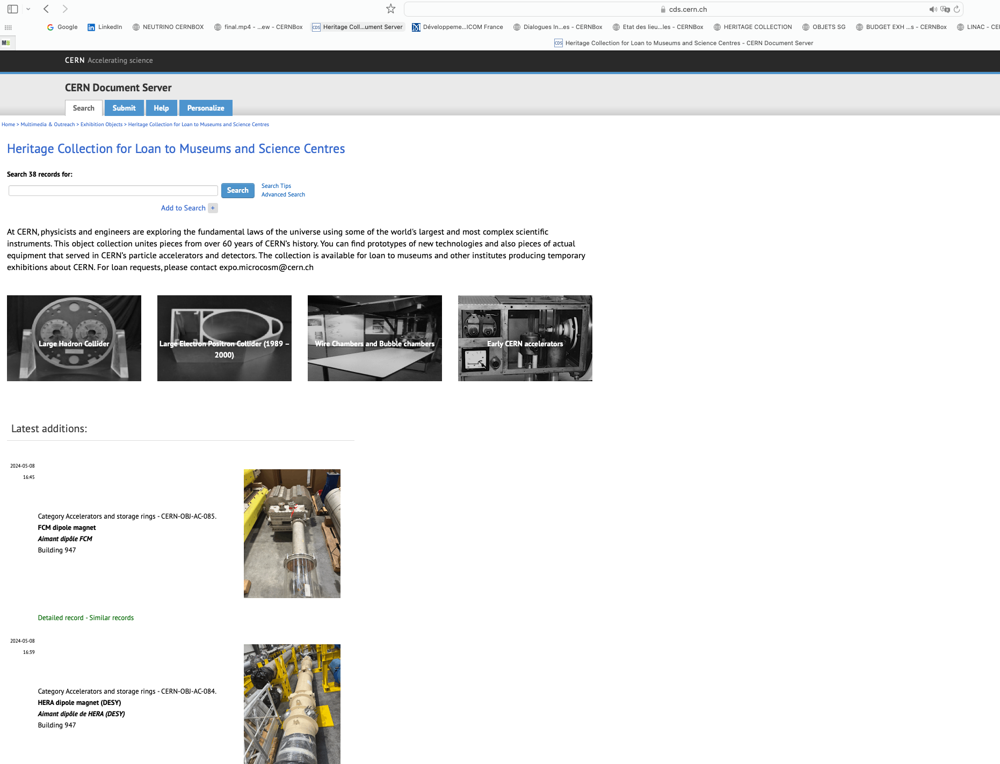 cds.cern.ch
Google
LinkedIn
NEUTRINO CERNBOX
final.mp4 - ...ew - CERNBox
Heritage Coll...ument Server
Développeme...ICOM France
Dialogues In...es - CERNBox
Etat des lieu...les - CERNBox
HERITAGE COLLECTION
OBJETS SG
BUDGET EXH ...s - CERNBox
LINAC - CE
Heritage Collection for Loan to Museums and Science Centres - CERN Document Server
CERN Accelerating science
CERN Document Server
Search
Submit
Help
Personalize
Home > Multimedia & Outreach > Exhibition Objects > Heritage Collection for Loan to Museums and Science Centres
Heritage Collection for Loan to Museums and Science Centres
Search 38 records for:
Search
Search Tips
Advanced Search
Add to Search +
At CERN, physicists and engineers are exploring the fundamental laws of the universe using some of the world's largest and most complex scientific
instruments. This object collection unites pieces from over 60 years of CERN’s history. You can find prototypes of new technologies and also pieces of actual
equipment that served in CERN’s particle accelerators and detectors. The collection is available for loan to museums and other institutes producing temporary
exhibitions about CERN. For loan requests, please contact expo.microcosm@cern.ch
Large Hadron Collider
Large Electron Positron Collider (1989 –
2000)
Wire Chambers and Bubble chambers
Early CERN accelerators
Latest additions:
2024-05-08
16:45
Category Accelerators and storage rings - CERN-OBJ-AC-085.
FCM dipole magnet
Aimant dipôle FCM
Building 947
Detailed record - Similar records
2024-05-08
16:39
Category Accelerators and storage rings - CERN-OBJ-AC-084.
HERA dipole magnet (DESY)
Aimant dipôle de HERA (DESY)
Building 947